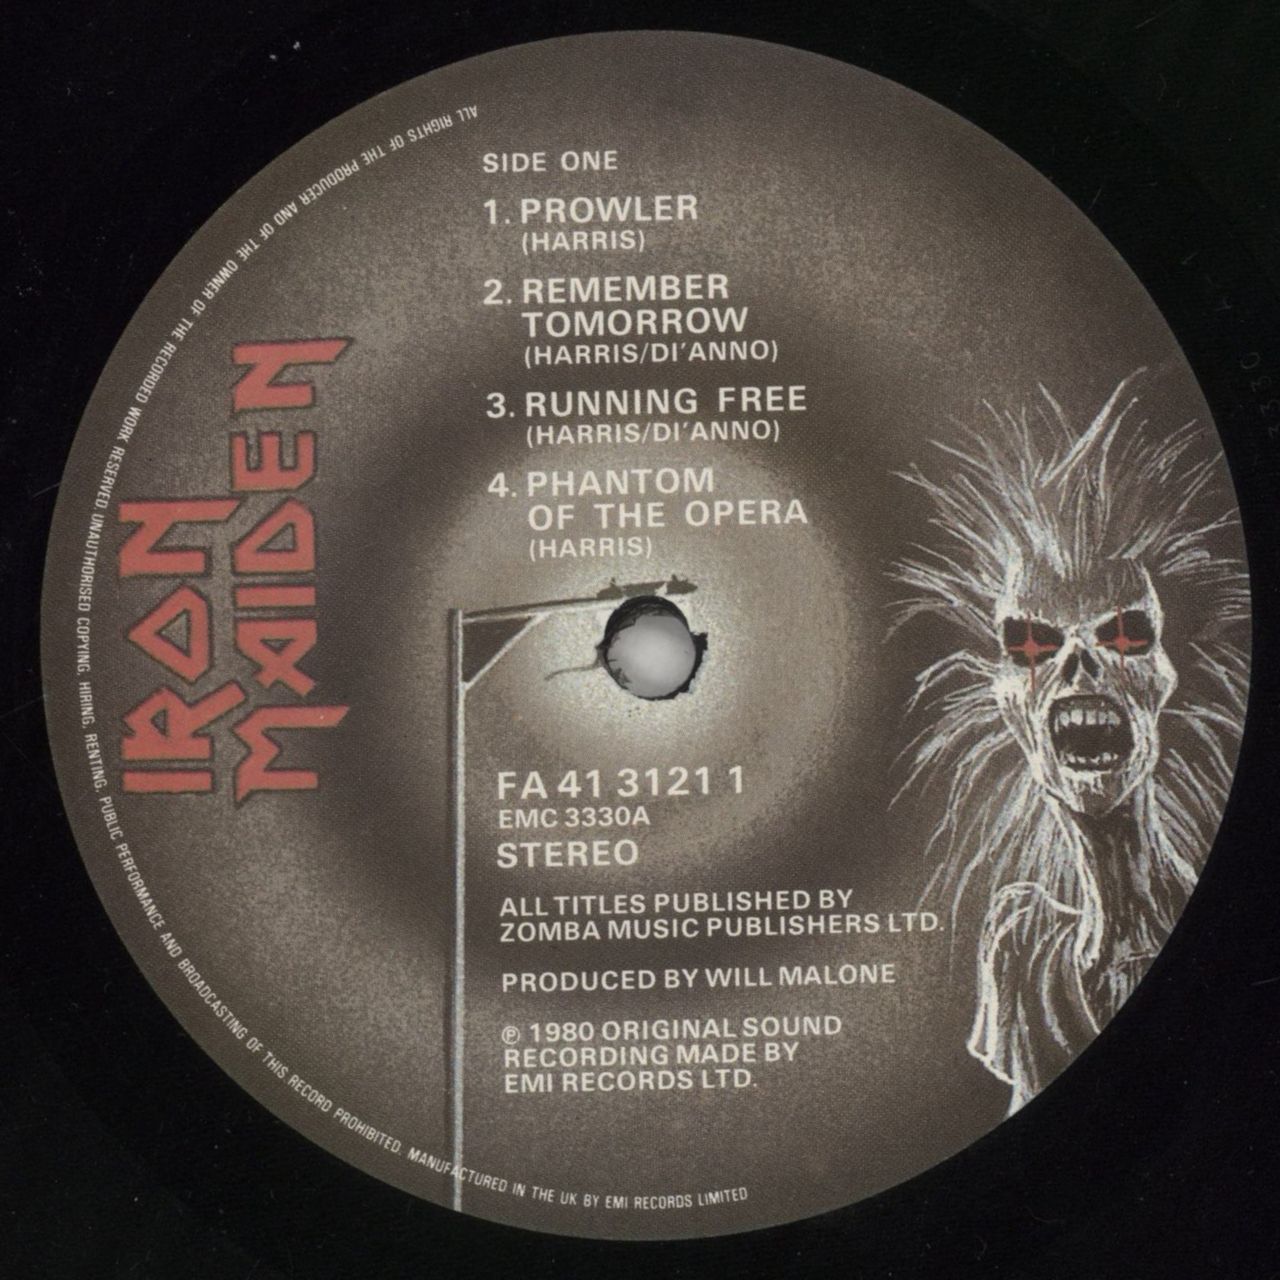 SIDE ONE
1. PROWLER
(HARRIS)
2. REMEMBER
TOMORROW
(HARRIS/DI'ANNO)
3. RUNNING FREE
(HARRIS/DI'ANNO)
4. PHANTOM
OF THE OPERA
(HARRIS)
IRON
MAIDEN
FA 41 3121 1
EMC 3330A
STEREO
ALL TITLES PUBLISHED BY
ZOMBA MUSIC PUBLISHERS LTD.
PRODUCED BY WILL MALONE
℗ 1980 ORIGINAL SOUND
RECORDING MADE BY
EMI RECORDS LTD.
ALL RIGHTS OF THE PRODUCER AND OF THE OWNER OF THE RECORDED WORK RESERVED. UNAUTHORISED COPYING, HIRING, RENTING, PUBLIC PERFORMANCE AND BROADCASTING OF THIS RECORD PROHIBITED. MANUFACTURED IN THE UK BY EMI RECORDS LIMITED